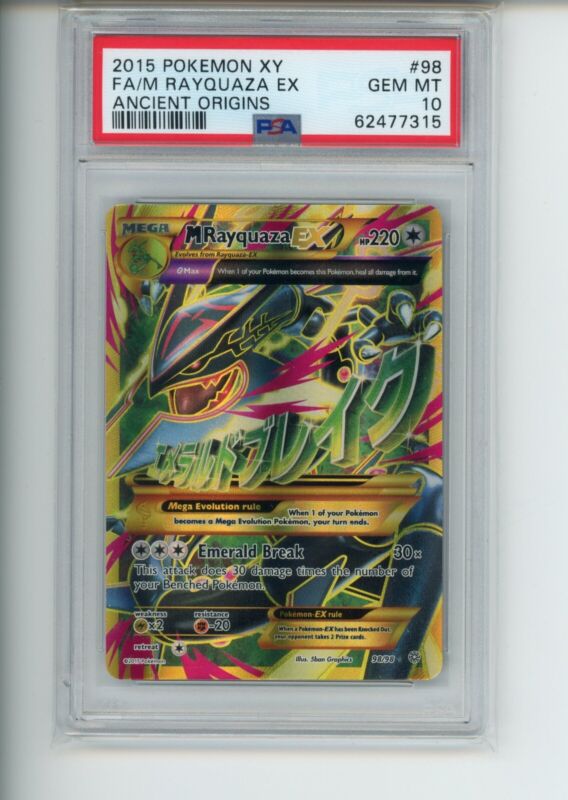 2015 POKEMON XY #98
FA/M RAYQUAZA EX GEM MT
ANCIENT ORIGINS 10
62477315
PSA
MEGA
MRayquazaEX HP220
Evolves from Rayquaza-EX
θMax When 1 of your Pokémon becomes this Pokémon, heal all damage from it.
エメラルドブレイク
Mega Evolution rule When 1 of your Pokémon
becomes a Mega Evolution Pokémon, your turn ends.
Emerald Break 30×
This attack does 30 damage times the number of
your Benched Pokémon.
weakness resistance
×2 -20
Pokémon-EX rule
When a Pokémon-EX has been Knocked Out,
your opponent takes 2 Prize cards.
retreat
©2015 Pokémon
Illus. 5ban Graphics 98/98